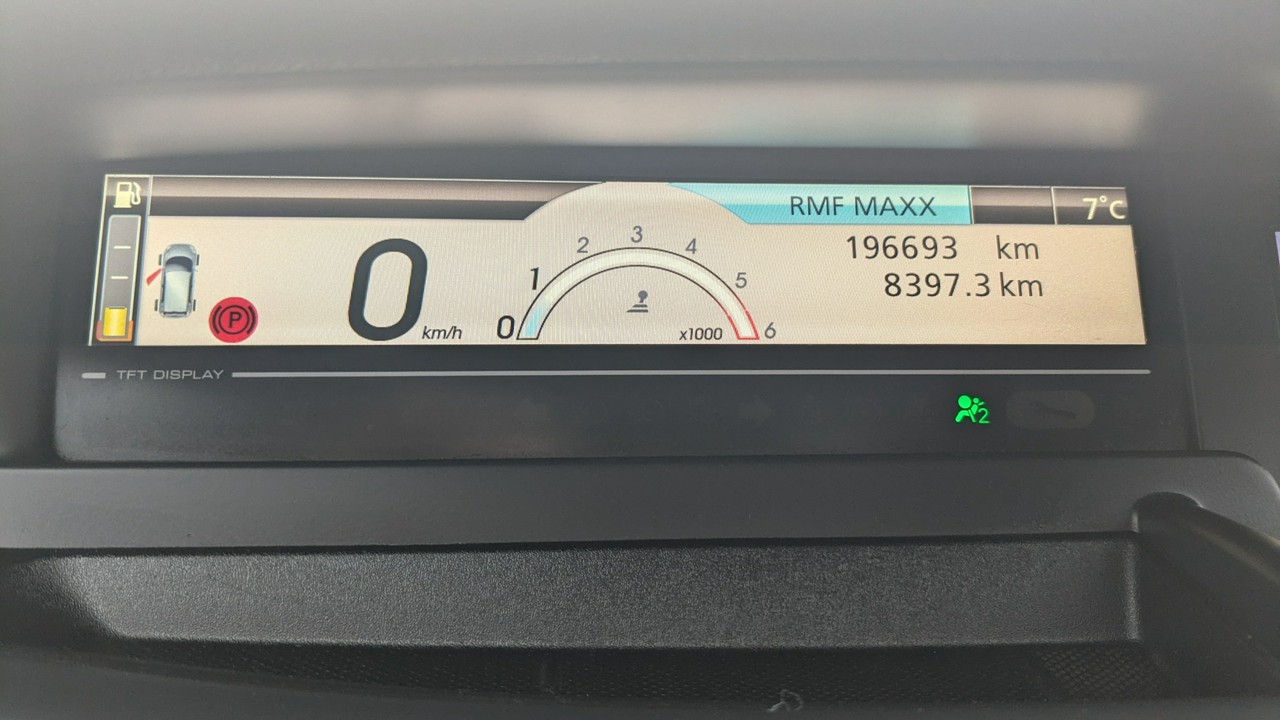 RMF MAXX
7°C
196693 km
8397.3 km
0 km/h
0 1 2 3 4 5 6
x1000
P
TFT DISPLAY
2